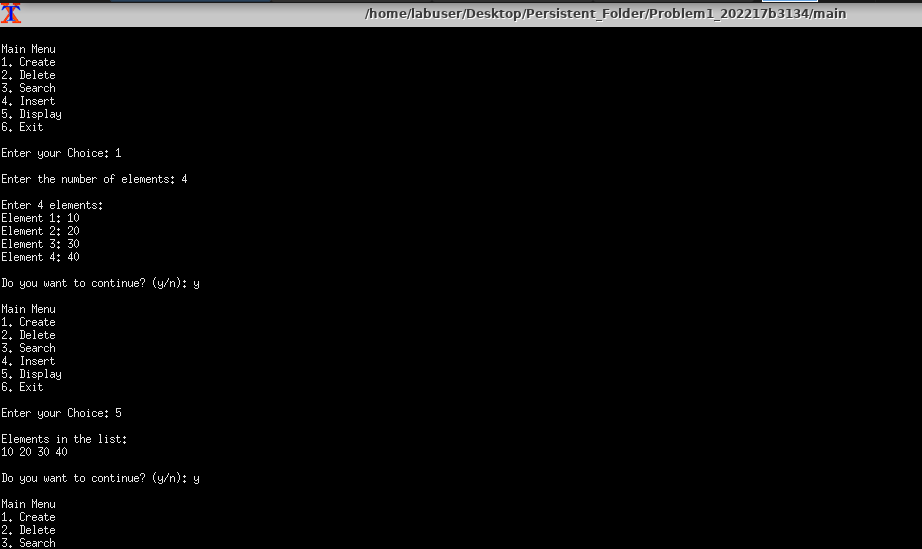 /home/labuser/Desktop/Persistent_Folder/Problem1_202217b3134/main
Main Menu
1. Create
2. Delete
3. Search
4. Insert
5. Display
6. Exit
Enter your Choice: 1
Enter the number of elements: 4
Enter 4 elements:
Element 1: 10
Element 2: 20
Element 3: 30
Element 4: 40
Do you want to continue? (y/n): y
Main Menu
1. Create
2. Delete
3. Search
4. Insert
5. Display
6. Exit
Enter your Choice: 5
Elements in the list:
10 20 30 40
Do you want to continue? (y/n): y
Main Menu
1. Create
2. Delete
3. Search